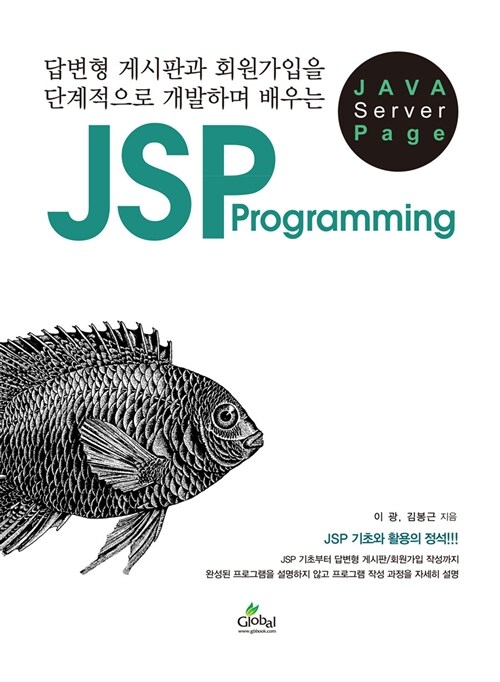 답변형 게시판과 회원가입을
단계적으로 개발하며 배우는
JAVA
Server
Page
JSP Programming
이 광, 김봉근 지음
JSP 기초와 활용의 정석!!!
JSP 기초부터 답변형 게시판/회원가입 작성까지
완성된 프로그램을 설명하지 않고 프로그램 작성 과정을 자세히 설명
Global
www.gbbook.com